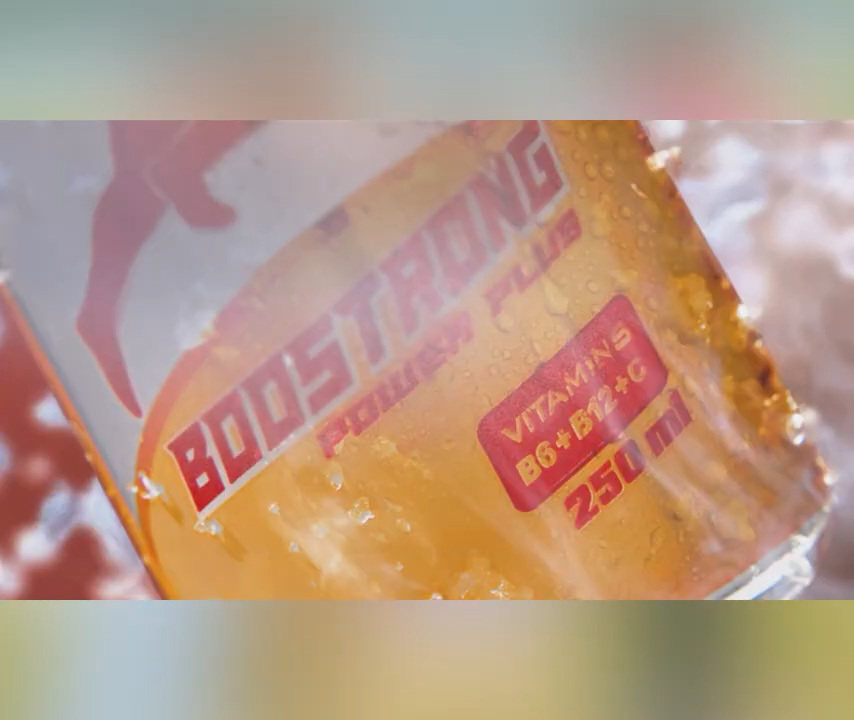 BOOSTRONG
POWER PLUS
VITAMINS
B6+B12+C
250 ml